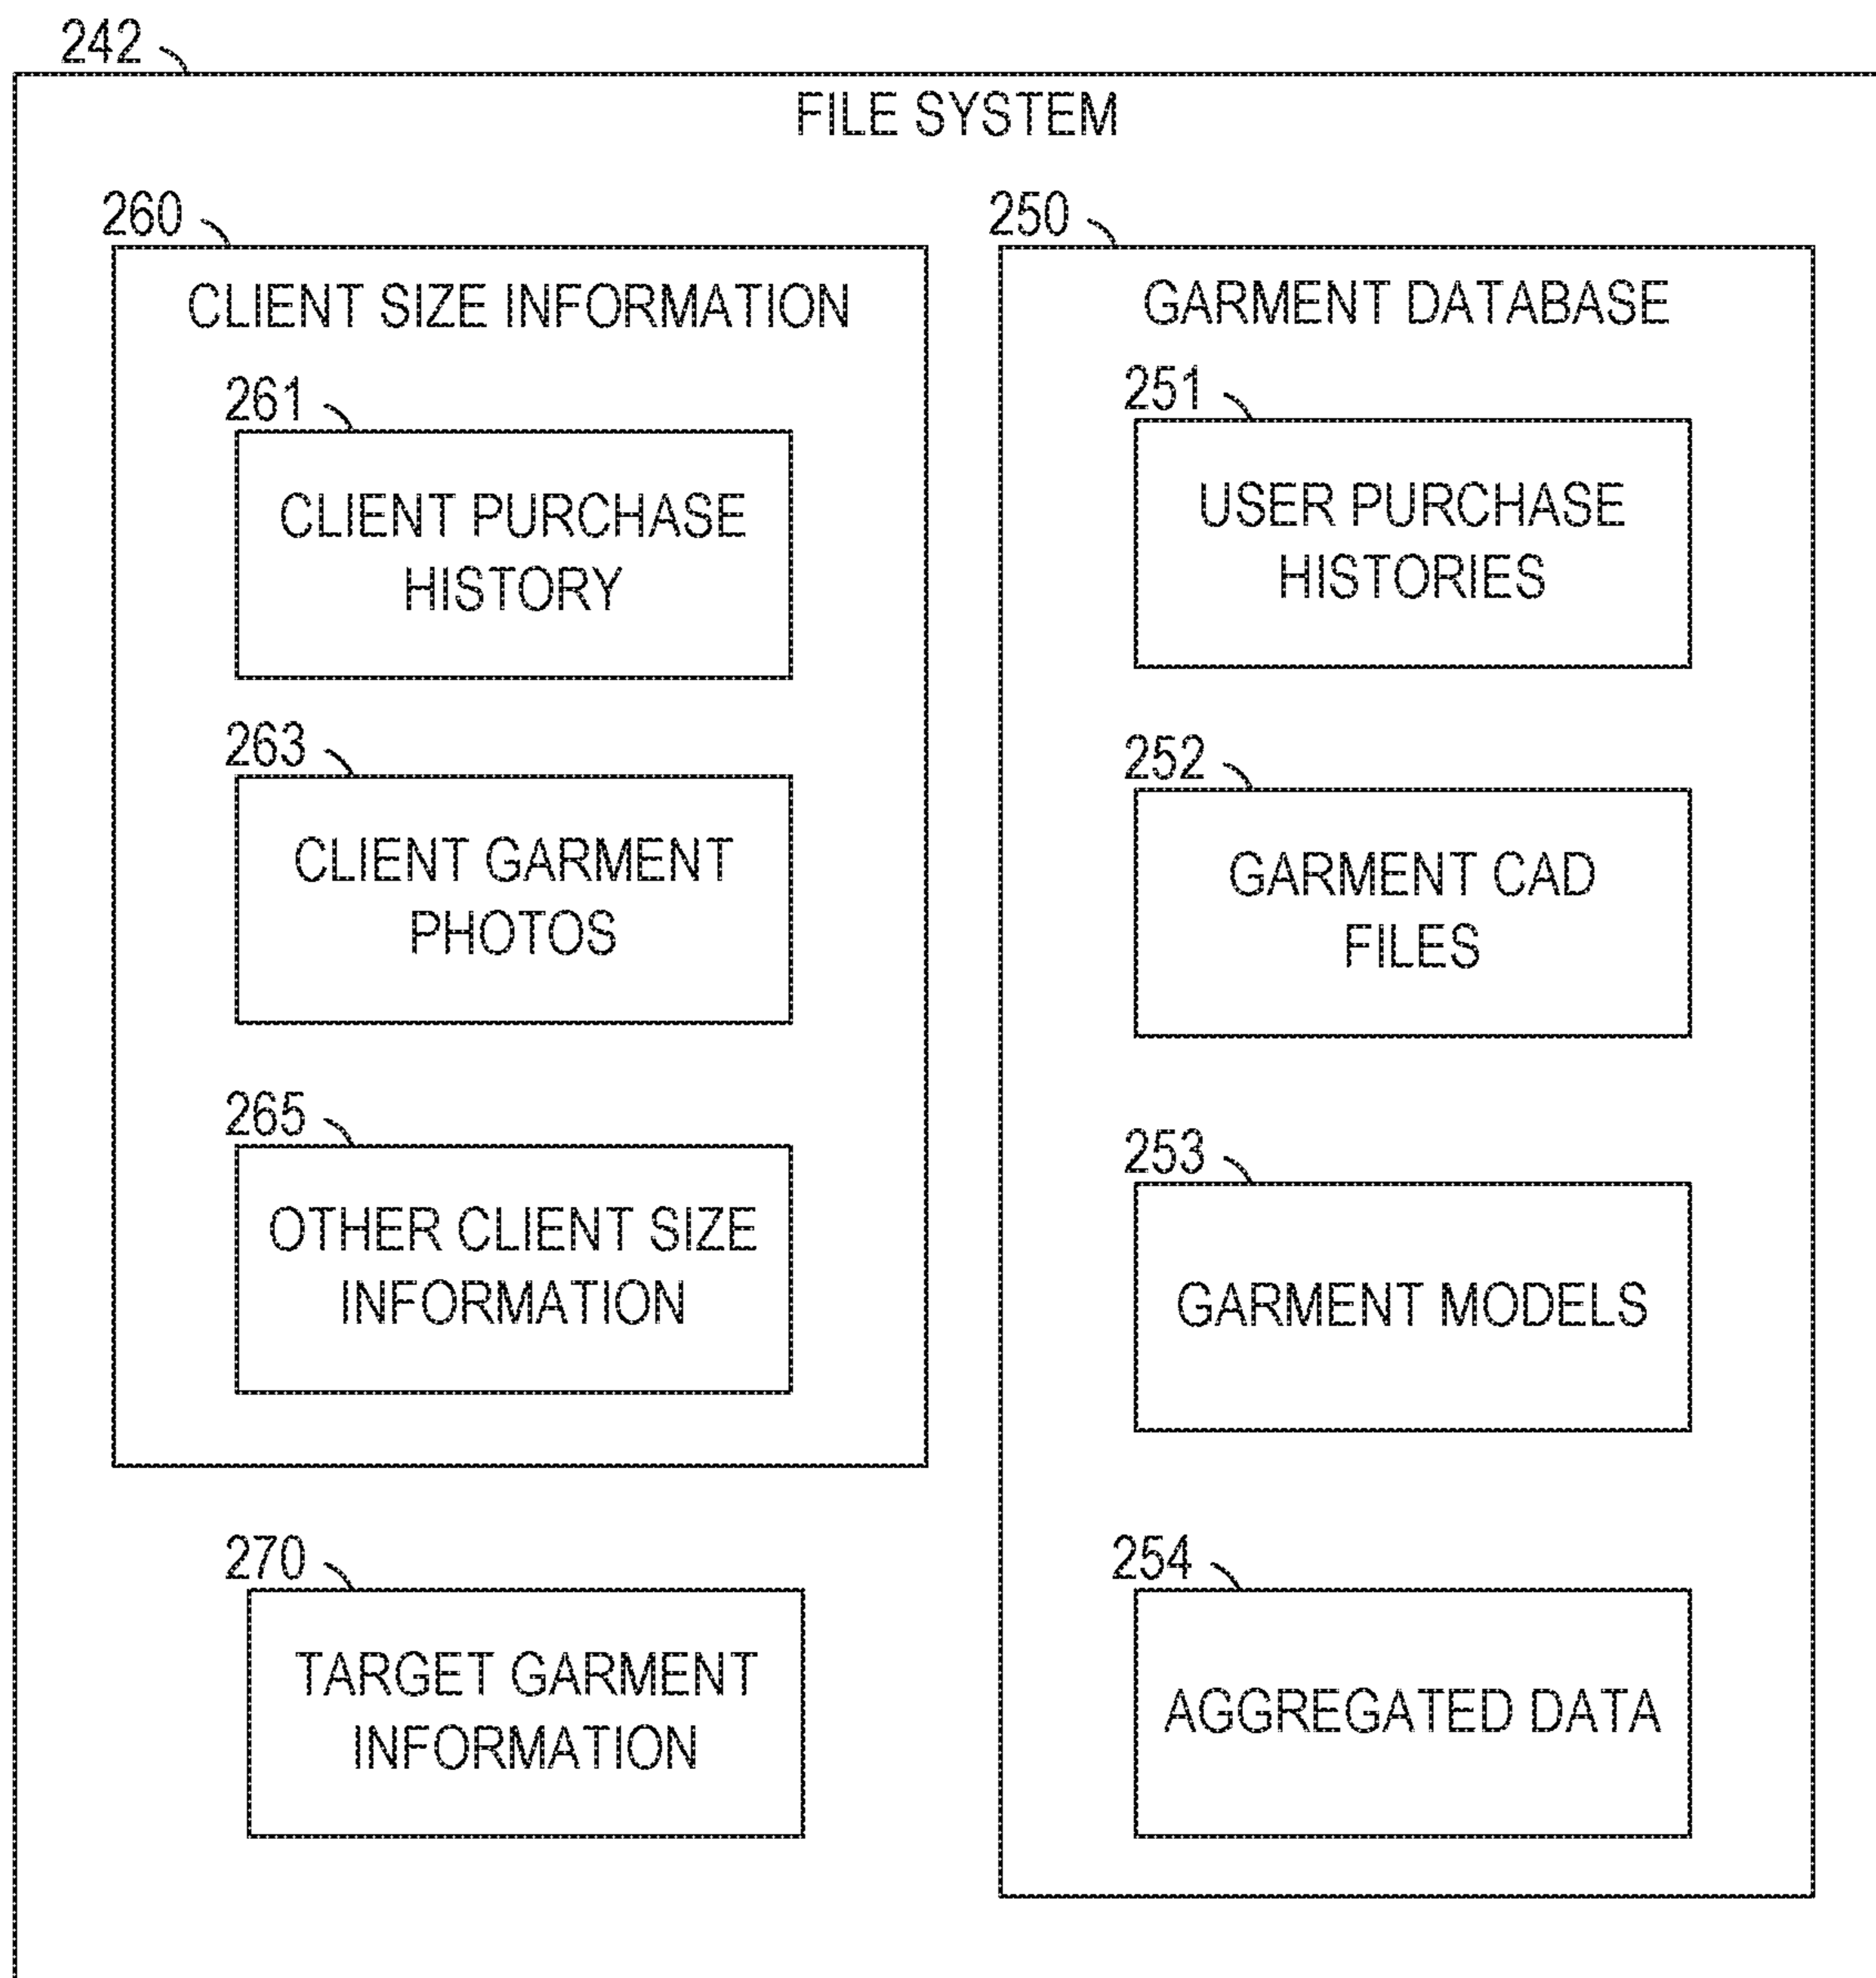 242
FILE SYSTEM
260
CLIENT SIZE INFORMATION
261
CLIENT PURCHASE
HISTORY
263
CLIENT GARMENT
PHOTOS
265
OTHER CLIENT SIZE
INFORMATION
270
TARGET GARMENT
INFORMATION
250
GARMENT DATABASE
251
USER PURCHASE
HISTORIES
252
GARMENT CAD
FILES
253
GARMENT MODELS
254
AGGREGATED DATA